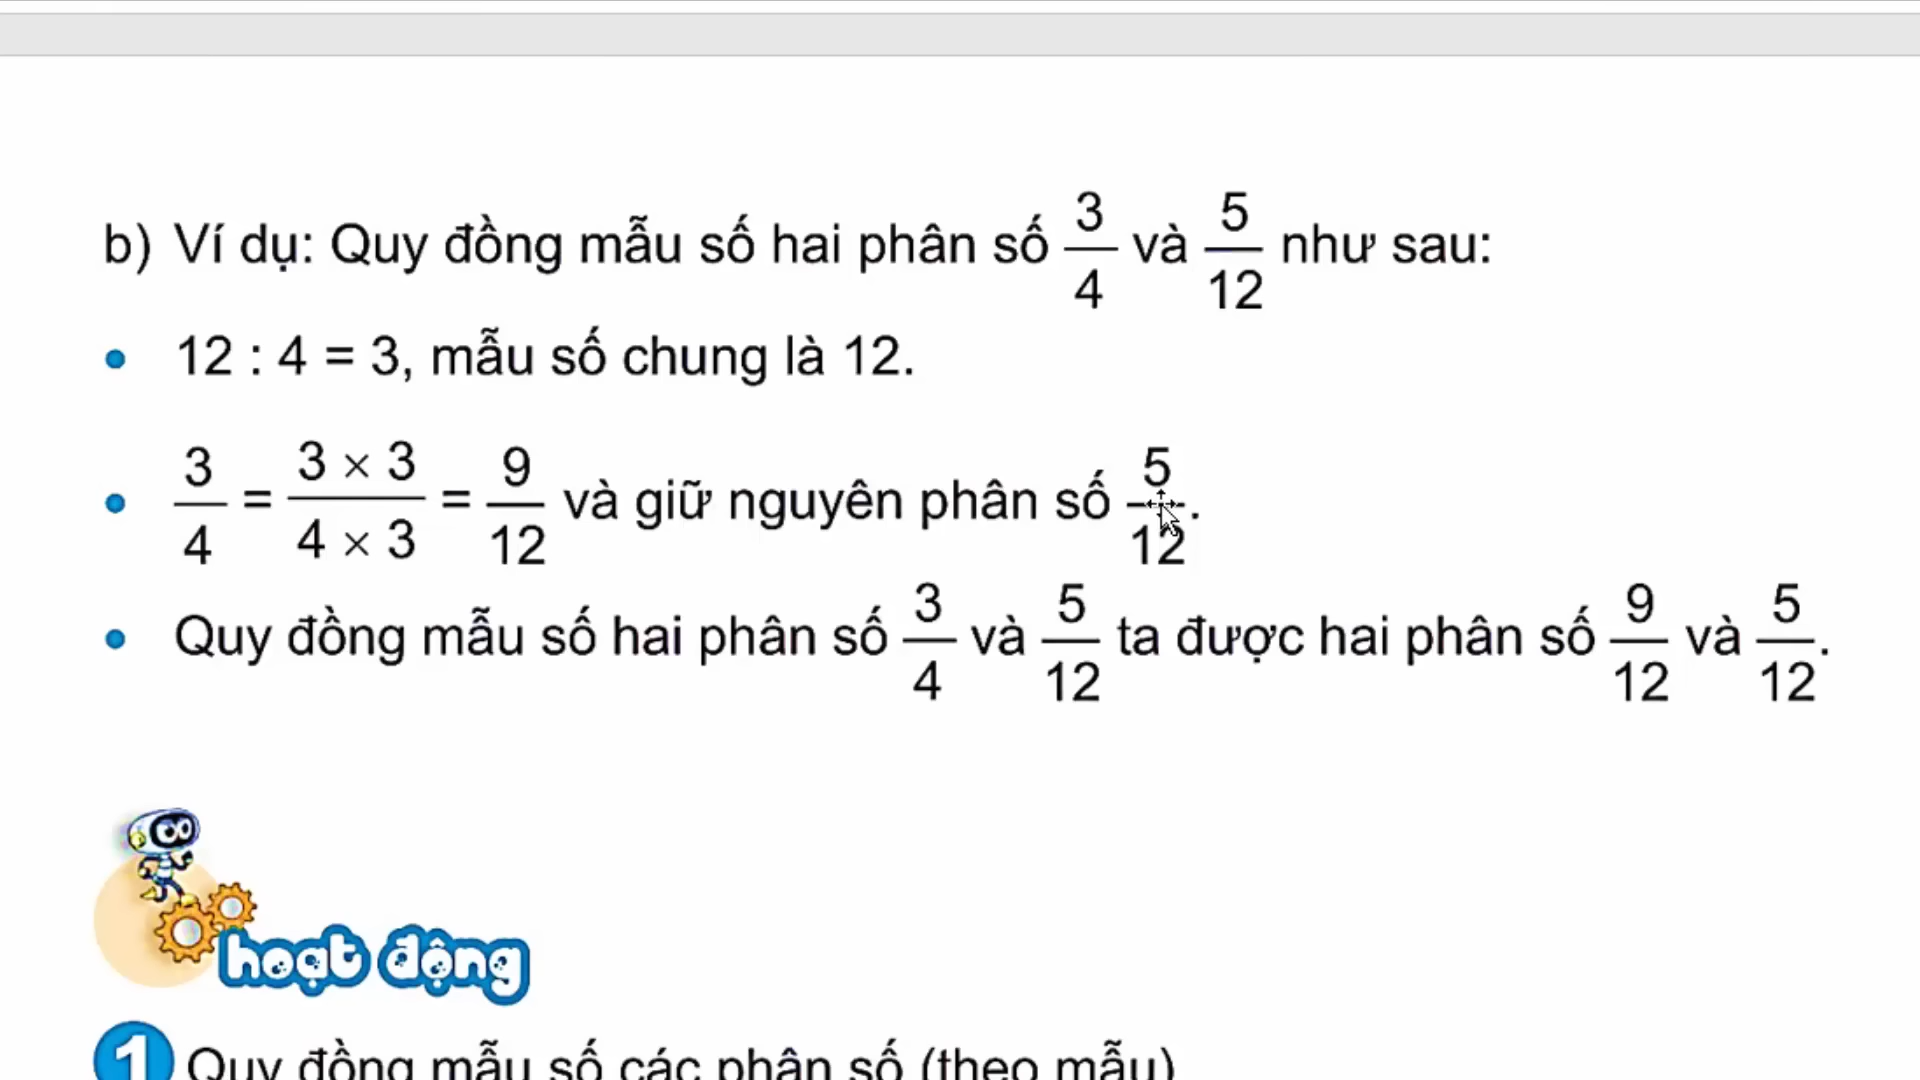 b) Ví dụ: Quy đồng mẫu số hai phân số 3/4 và 5/12 như sau:
• 12 : 4 = 3, mẫu số chung là 12.
• 3/4 = (3 × 3)/(4 × 3) = 9/12 và giữ nguyên phân số 5/12.
• Quy đồng mẫu số hai phân số 3/4 và 5/12 ta được hai phân số 9/12 và 5/12.
hoạt động
1 Quy đồng mẫu số các phân số (theo mẫu)